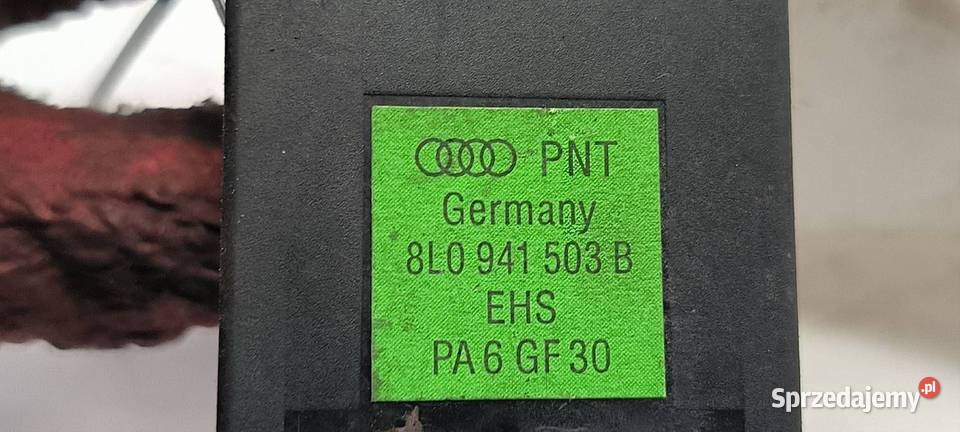 PNT
Germany
8L0 941 503 B
EHS
PA 6 GF 30
Sprzedajemy.pl